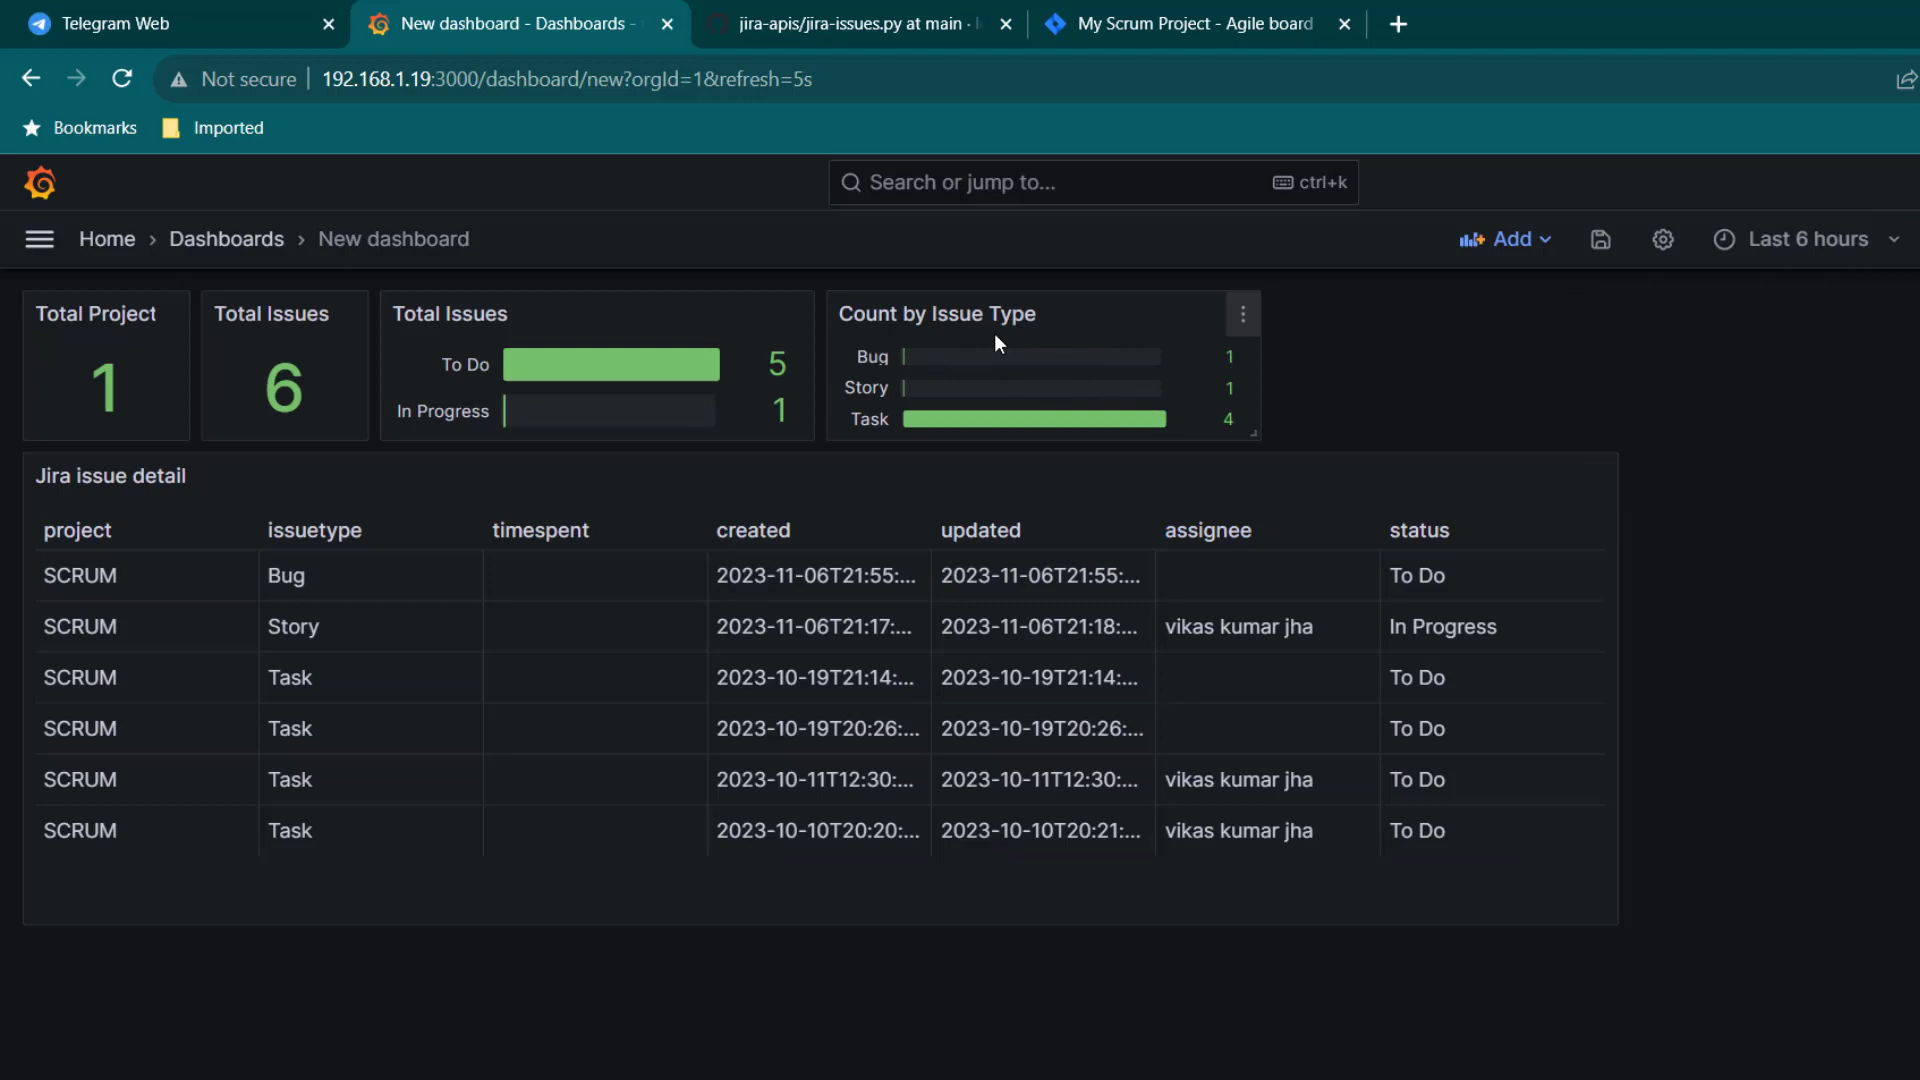 Telegram Web
New dashboard - Dashboards -
jira-apis/jira-issues.py at main ·
My Scrum Project - Agile board
Not secure | 192.168.1.19:3000/dashboard/new?orgId=1&refresh=5s
Bookmarks Imported
Search or jump to... ctrl+k
Home › Dashboards › New dashboard
Add
Last 6 hours
Total Project
1
Total Issues
6
Total Issues
To Do 5
In Progress 1
Count by Issue Type
Bug 1
Story 1
Task 4
Jira issue detail
project issuetype timespent created updated assignee status
SCRUM Bug 2023-11-06T21:55:... 2023-11-06T21:55:... To Do
SCRUM Story 2023-11-06T21:17:... 2023-11-06T21:18:... vikas kumar jha In Progress
SCRUM Task 2023-10-19T21:14:... 2023-10-19T21:14:... To Do
SCRUM Task 2023-10-19T20:26:... 2023-10-19T20:26:... To Do
SCRUM Task 2023-10-11T12:30:... 2023-10-11T12:30:... vikas kumar jha To Do
SCRUM Task 2023-10-10T20:20:... 2023-10-10T20:21:... vikas kumar jha To Do